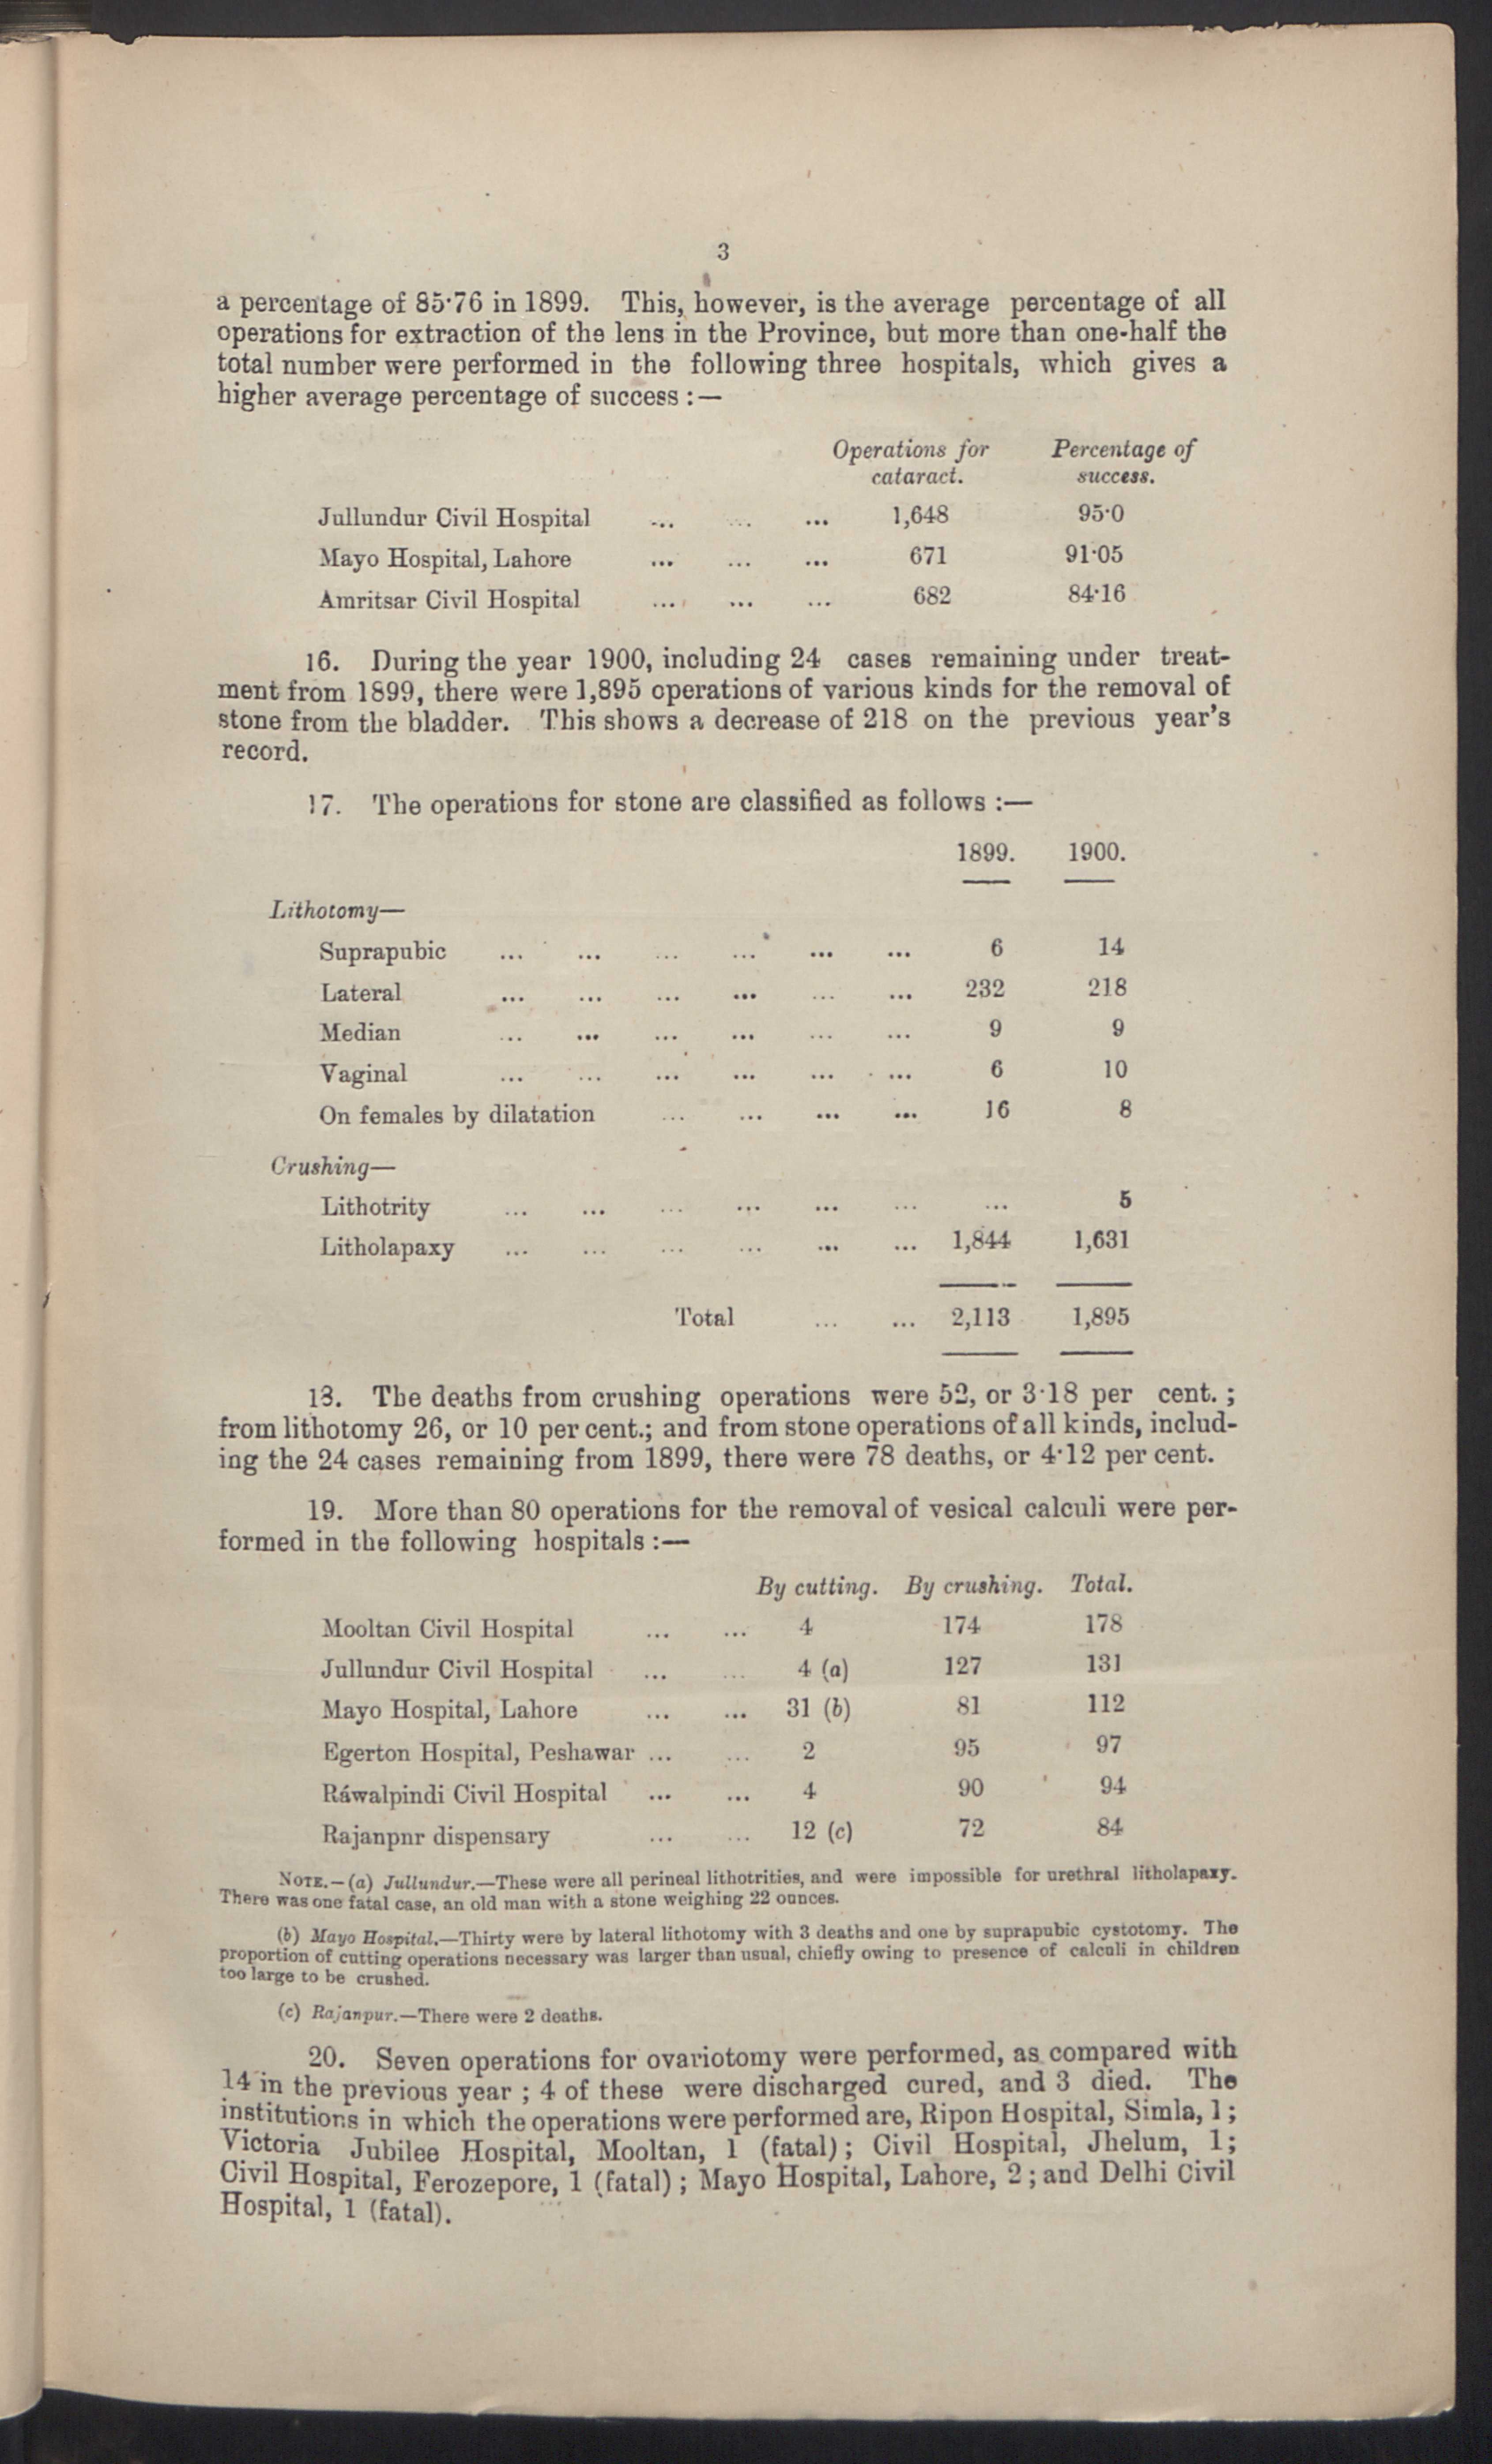 3
a percentage of 85·76 in 1899. This, however, is the average percentage of all
operations for extraction of the lens in the Province, but more than one-half the
total number were performed in the following three hospitals, which gives a
higher average percentage of success :—
Operations for Percentage of
cataract. success.
Jullundur Civil Hospital ... ... ... 1,648 95·0
Mayo Hospital, Lahore ... ... ... 671 91·05
Amritsar Civil Hospital ... ... ... 682 84·16
16. During the year 1900, including 24 cases remaining under treat-
ment from 1899, there were 1,895 operations of various kinds for the removal of
stone from the bladder. This shows a decrease of 218 on the previous year's
record.
17. The operations for stone are classified as follows :—
1899. 1900.
Lithotomy—
Suprapubic ... ... ... ... ... ... 6 14
Lateral ... ... ... ... ... ... 232 218
Median ... ... ... ... ... ... 9 9
Vaginal ... ... ... ... ... ... 6 10
On females by dilatation ... ... ... ... 16 8
Crushing—
Lithotrity ... ... ... ... ... ... ... 5
Litholapaxy ... ... ... ... ... ... 1,844 1,631
Total ... ... 2,113 1,895
18. The deaths from crushing operations were 52, or 3·18 per cent. ;
from lithotomy 26, or 10 per cent.; and from stone operations of all kinds, includ-
ing the 24 cases remaining from 1899, there were 78 deaths, or 4·12 per cent.
19. More than 80 operations for the removal of vesical calculi were per-
formed in the following hospitals :—
By cutting. By crushing. Total.
Mooltan Civil Hospital ... ... 4 174 178
Jullundur Civil Hospital ... ... 4 (a) 127 131
Mayo Hospital, Lahore ... ... 31 (b) 81 112
Egerton Hospital, Peshawar ... ... 2 95 97
Ráwalpindi Civil Hospital ... ... 4 90 94
Rajanpnr dispensary ... ... 12 (c) 72 84
NOTE.—(a) Jullundur.—These were all perineal lithotrities, and were impossible for urethral litholapaxy.
There was one fatal case, an old man with a stone weighing 22 ounces.
(b) Mayo Hospital.—Thirty were by lateral lithotomy with 3 deaths and one by suprapubic cystotomy. The
proportion of cutting operations necessary was larger than usual, chiefly owing to presence of calculi in children
too large to be crushed.
(c) Rajanpur.—There were 2 deaths.
20. Seven operations for ovariotomy were performed, as compared with
14 in the previous year ; 4 of these were discharged cured, and 3 died. The
institutions in which the operations were performed are, Ripon Hospital, Simla, 1 ;
Victoria Jubilee Hospital, Mooltan, 1 (fatal) ; Civil Hospital, Jhelum, 1;
Civil Hospital, Ferozepore, 1 (fatal) ; Mayo Hospital, Lahore, 2 ; and Delhi Civil
Hospital, 1 (fatal).